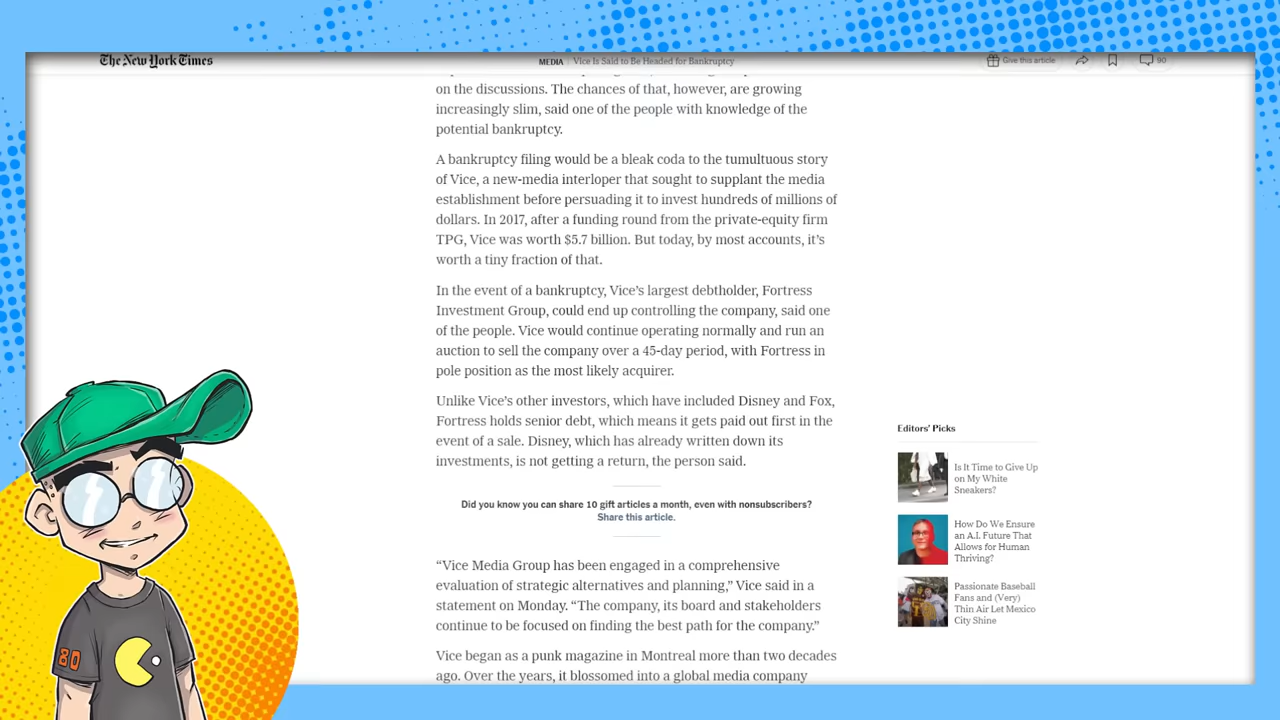 The New York Times
MEDIA | Vice Is Said to Be Headed for Bankruptcy
Give this article
90
on the discussions. The chances of that, however, are growing
increasingly slim, said one of the people with knowledge of the
potential bankruptcy.
A bankruptcy filing would be a bleak coda to the tumultuous story
of Vice, a new-media interloper that sought to supplant the media
establishment before persuading it to invest hundreds of millions of
dollars. In 2017, after a funding round from the private-equity firm
TPG, Vice was worth $5.7 billion. But today, by most accounts, it’s
worth a tiny fraction of that.
In the event of a bankruptcy, Vice’s largest debtholder, Fortress
Investment Group, could end up controlling the company, said one
of the people. Vice would continue operating normally and run an
auction to sell the company over a 45-day period, with Fortress in
pole position as the most likely acquirer.
Unlike Vice’s other investors, which have included Disney and Fox,
Fortress holds senior debt, which means it gets paid out first in the
event of a sale. Disney, which has already written down its
investments, is not getting a return, the person said.
Did you know you can share 10 gift articles a month, even with nonsubscribers?
Share this article.
“Vice Media Group has been engaged in a comprehensive
evaluation of strategic alternatives and planning,” Vice said in a
statement on Monday. “The company, its board and stakeholders
continue to be focused on finding the best path for the company.”
Vice began as a punk magazine in Montreal more than two decades
ago. Over the years, it blossomed into a global media company
Editors’ Picks
Is It Time to Give Up
on My White
Sneakers?
How Do We Ensure
an A.I. Future That
Allows for Human
Thriving?
Passionate Baseball
Fans and (Very)
Thin Air Let Mexico
City Shine
80